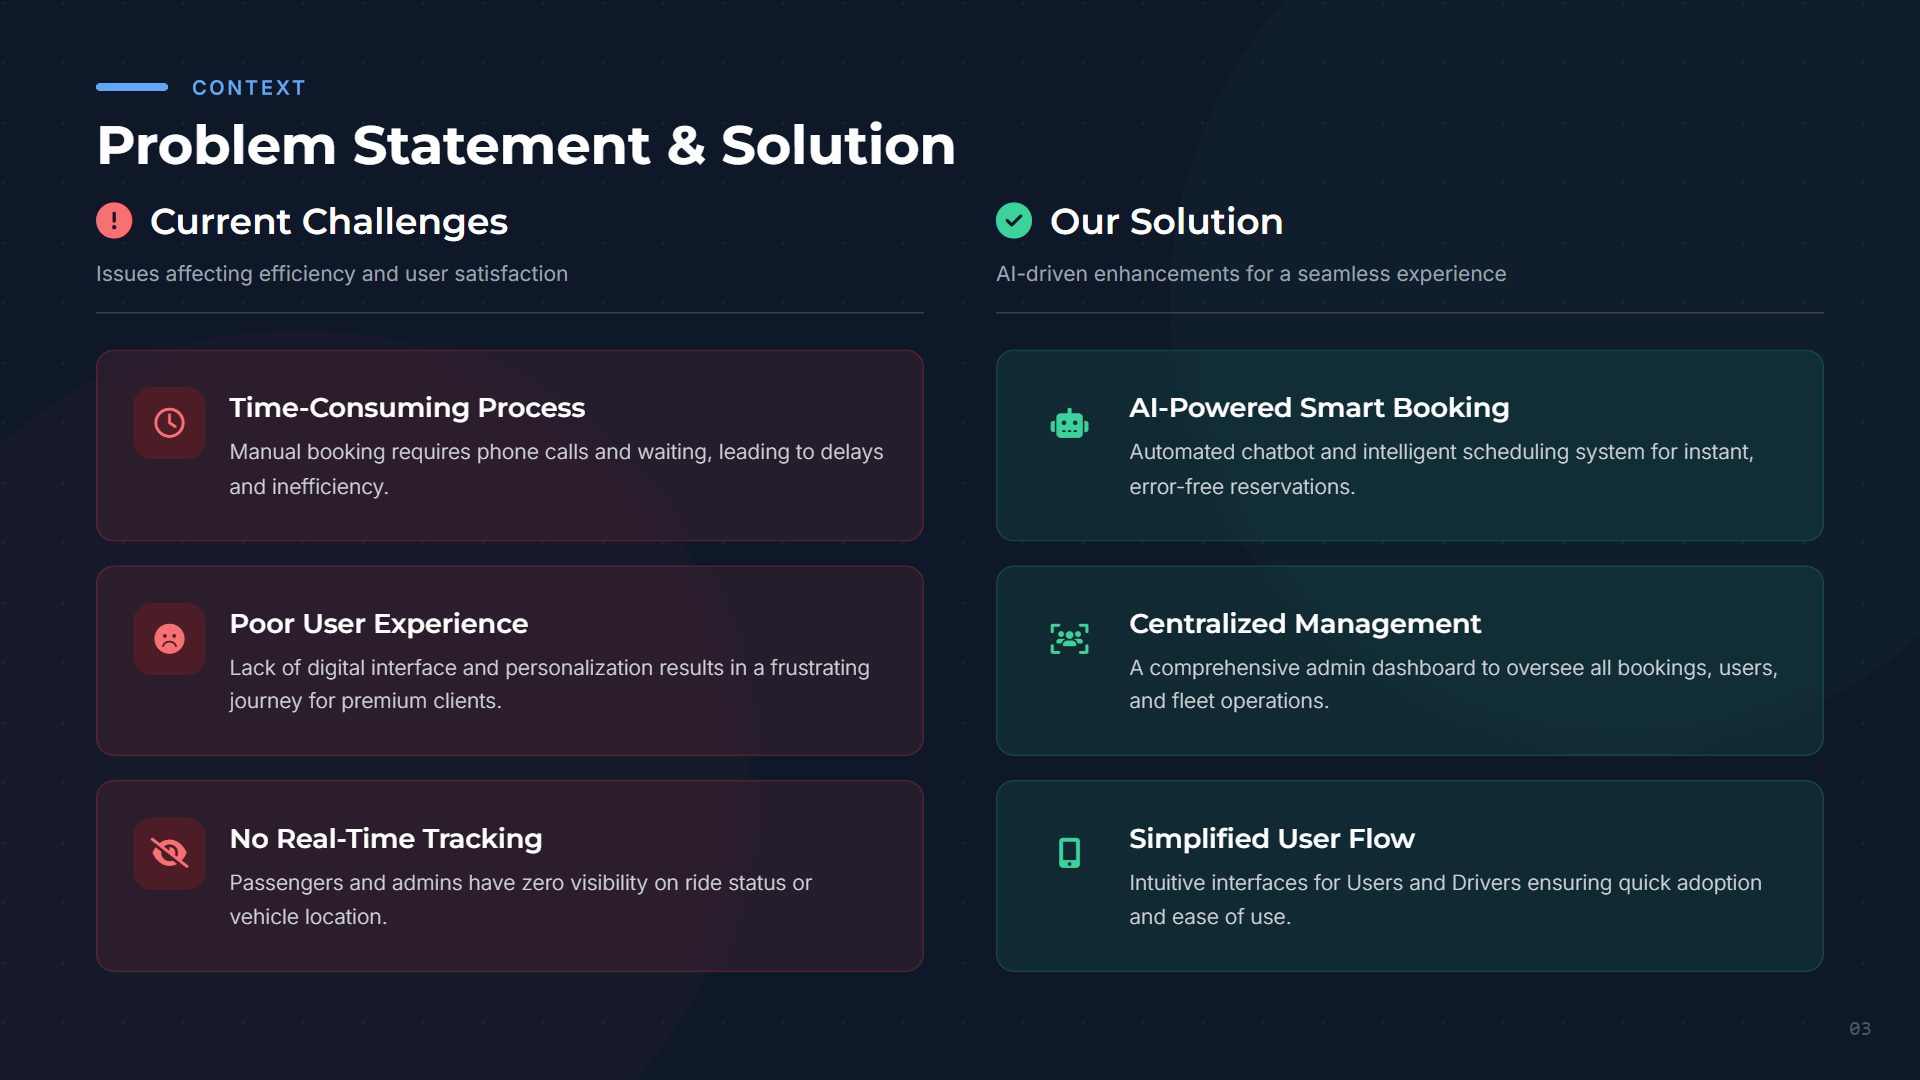 CONTEXT
Problem Statement & Solution
Current Challenges
Issues affecting efficiency and user satisfaction
Time-Consuming Process
Manual booking requires phone calls and waiting, leading to delays
and inefficiency.
Poor User Experience
Lack of digital interface and personalization results in a frustrating
journey for premium clients.
No Real-Time Tracking
Passengers and admins have zero visibility on ride status or
vehicle location.
Our Solution
AI-driven enhancements for a seamless experience
AI-Powered Smart Booking
Automated chatbot and intelligent scheduling system for instant,
error-free reservations.
Centralized Management
A comprehensive admin dashboard to oversee all bookings, users,
and fleet operations.
Simplified User Flow
Intuitive interfaces for Users and Drivers ensuring quick adoption
and ease of use.
03